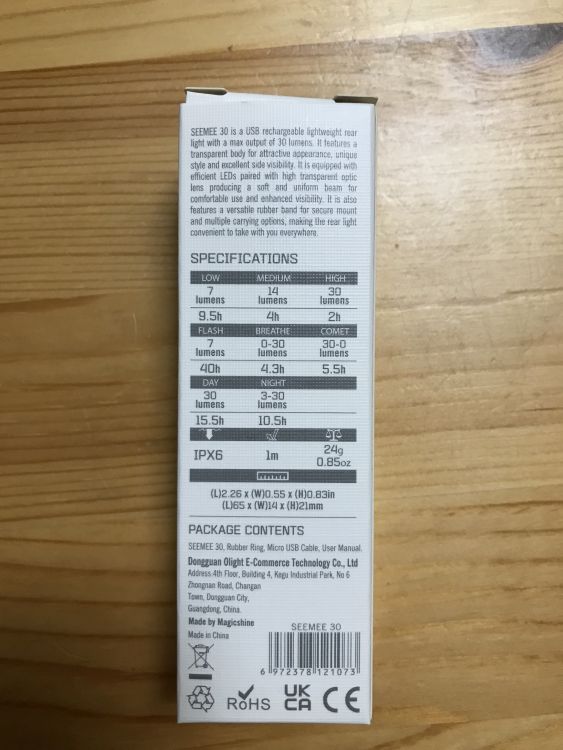 SEEMEE 30 is a USB rechargeable lightweight rear
light with a max output of 30 lumens. It features a
transparent body for attractive appearance, unique
style and excellent side visibility. It is equipped with
efficient LEDs paired with high transparent optic
lens producing a soft and uniform beam for
comfortable use and enhanced visibility. It is also
features a versatile rubber band for secure mount
and multiple carrying options, making the rear light
convenient to take with you everywhere.
SPECIFICATIONS
LOW MEDIUM HIGH
7 14 30
lumens lumens lumens
9.5h 4h 2h
FLASH BREATHE COMET
7 0-30 30-0
lumens lumens lumens
40h 4.3h 5.5h
DAY NIGHT
30 3-30
lumens lumens
15.5h 10.5h
IPX6 1m 24g
0.85oz
(L)2.26 x (W)0.55 x (H)0.83in
(L)65 x (W)14 x (H)21mm
PACKAGE CONTENTS
SEEMEE 30, Rubber Ring, Micro USB Cable, User Manual.
Dongguan Olight E-Commerce Technology Co., Ltd
Address 4th Floor, Building 4, Kegu Industrial Park, No 6
Zhongnan Road, Changan
Town, Dongguan City,
Guangdong, China.
Made by Magicshine
Made in China
SEEMEE 30
6 972378 121073
RoHS
UK
CA
CE